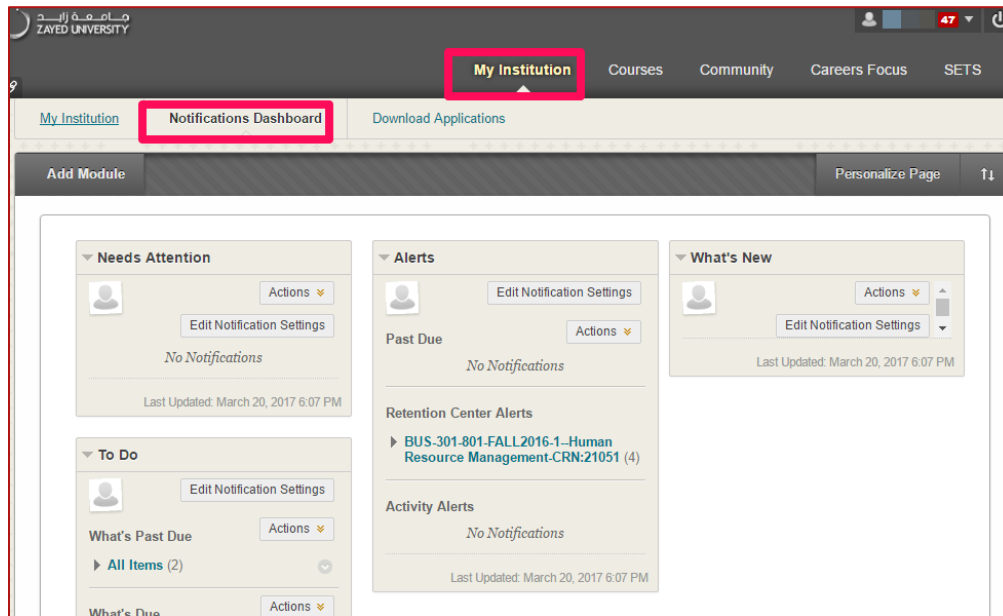 جامعة زايد
ZAYED UNIVERSITY
47
My Institution Courses Community Careers Focus SETS
My Institution Notifications Dashboard Download Applications
Add Module Personalize Page
Needs Attention
Actions
Edit Notification Settings
No Notifications
Last Updated: March 20, 2017 6:07 PM
To Do
Edit Notification Settings
What's Past Due
Actions
All Items (2)
What's Due
Actions
Alerts
Edit Notification Settings
Past Due
Actions
No Notifications
Retention Center Alerts
BUS-301-801-FALL2016-1--Human
Resource Management-CRN:21051 (4)
Activity Alerts
No Notifications
Last Updated: March 20, 2017 6:07 PM
What's New
Actions
Edit Notification Settings
Last Updated: March 20, 2017 6:07 PM